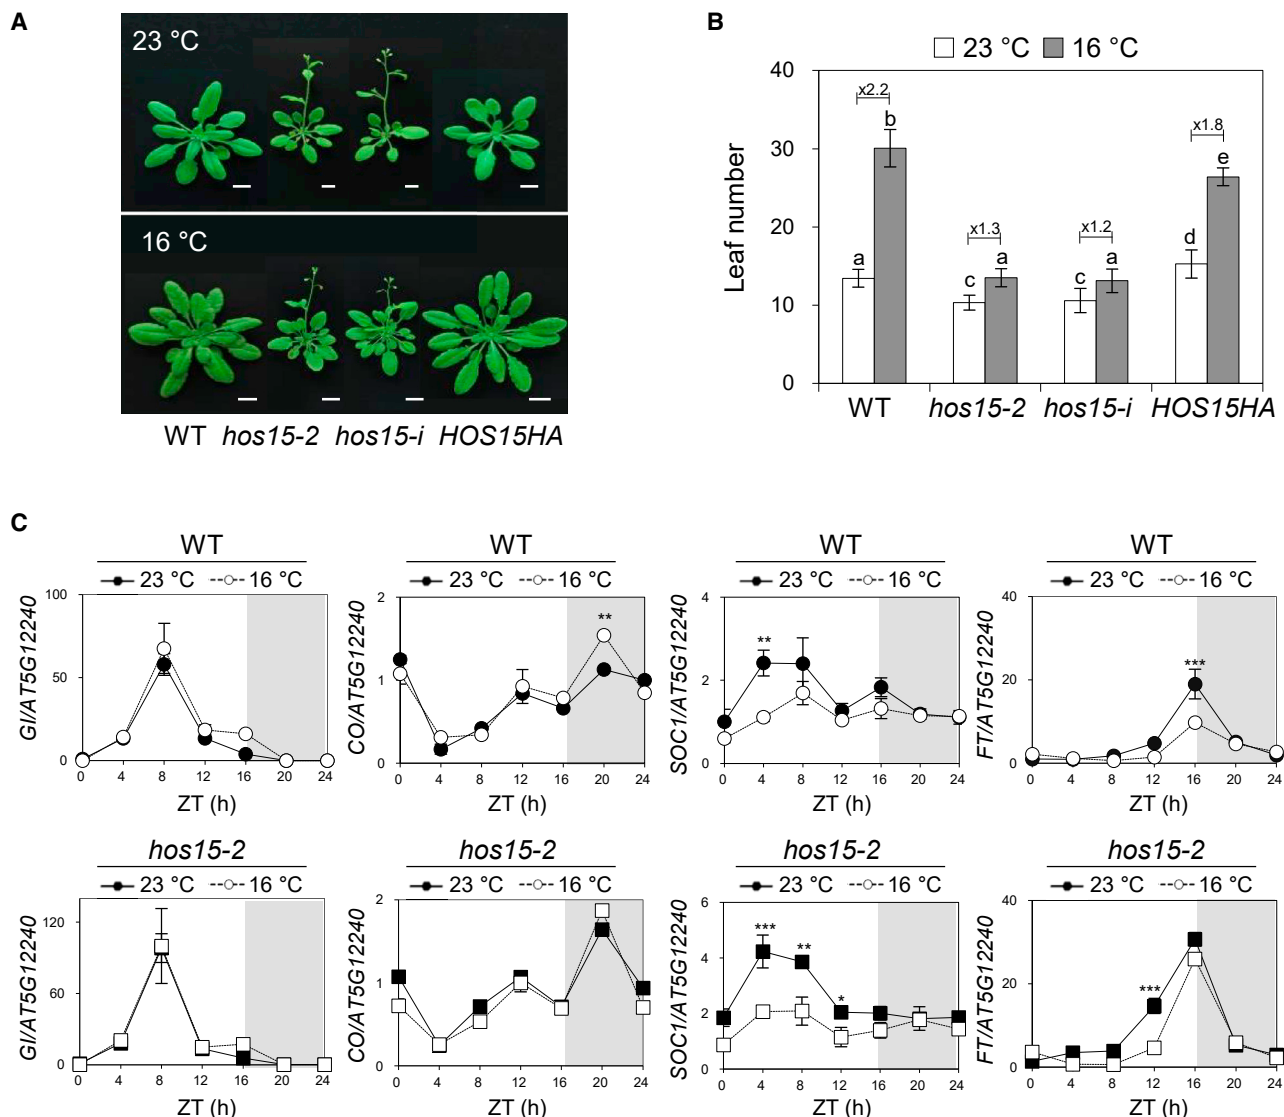 A
23 °C
16 °C
WT hos15-2 hos15-i HOS15HA
B
23 °C 16 °C
Leaf number
40
30
20
10
0
x2.2
x1.3
x1.2
x1.8
a b c a c a d e
WT hos15-2 hos15-i HOS15HA
C
WT
23 °C 16 °C
GI/AT5G12240
100
50
0
0 4 8 12 16 20 24
ZT (h)
WT
23 °C 16 °C
CO/AT5G12240
2
1
0
**
0 4 8 12 16 20 24
ZT (h)
WT
23 °C 16 °C
SOC1/AT5G12240
4
2
0
**
0 4 8 12 16 20 24
ZT (h)
WT
23 °C 16 °C
FT/AT5G12240
40
20
0
***
0 4 8 12 16 20 24
ZT (h)
hos15-2
23 °C 16 °C
GI/AT5G12240
120
60
0
0 4 8 12 16 20 24
ZT (h)
hos15-2
23 °C 16 °C
CO/AT5G12240
2
1
0
0 4 8 12 16 20 24
ZT (h)
hos15-2
23 °C 16 °C
SOC1/AT5G12240
6
4
2
0
*** ** *
0 4 8 12 16 20 24
ZT (h)
hos15-2
23 °C 16 °C
FT/AT5G12240
40
20
0
***
0 4 8 12 16 20 24
ZT (h)